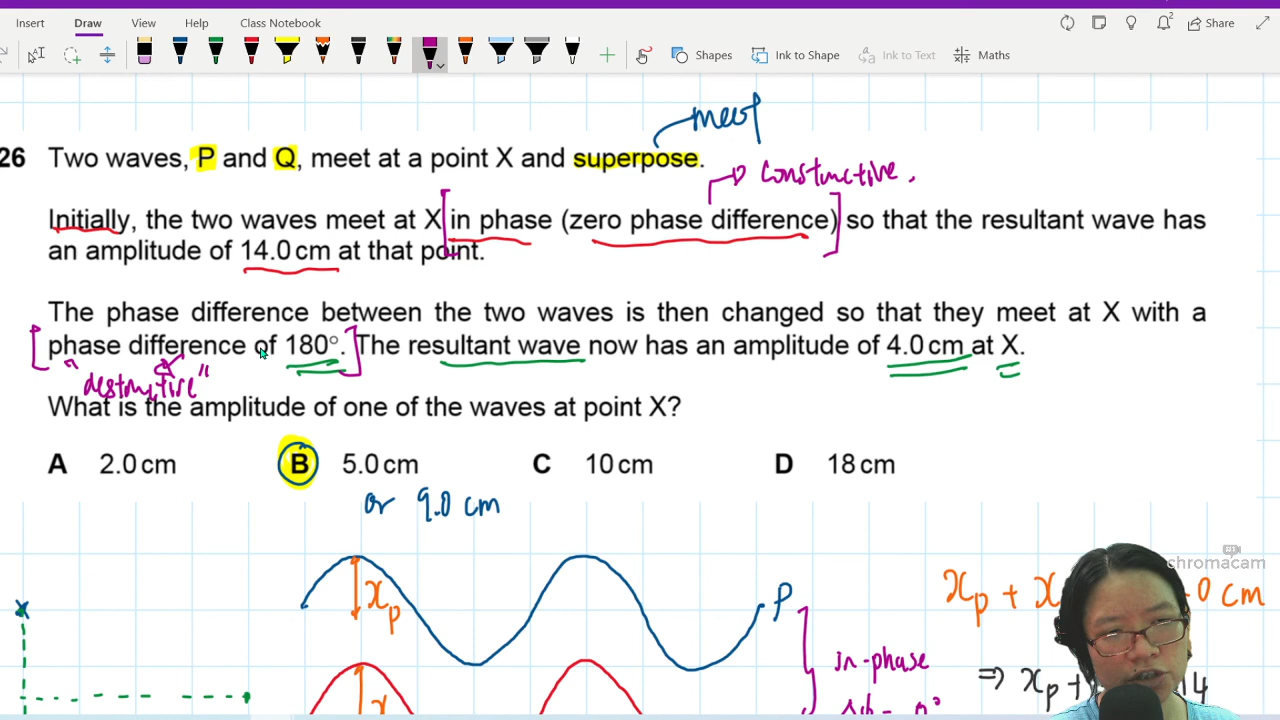 Insert Draw View Help Class Notebook Share
Shapes Ink to Shape Ink to Text Maths
meet
26 Two waves, P and Q, meet at a point X and superpose.
Constructive.
Initially, the two waves meet at X in phase (zero phase difference) so that the resultant wave has
an amplitude of 14.0 cm at that point.
The phase difference between the two waves is then changed so that they meet at X with a
phase difference of 180°. The resultant wave now has an amplitude of 4.0 cm at X.
"destructive"
What is the amplitude of one of the waves at point X?
A 2.0 cm B 5.0 cm C 10 cm D 18 cm
or 9.0 cm
chromacam
x xp P xp + x 0 cm
in-phase
⇒ xp + 14